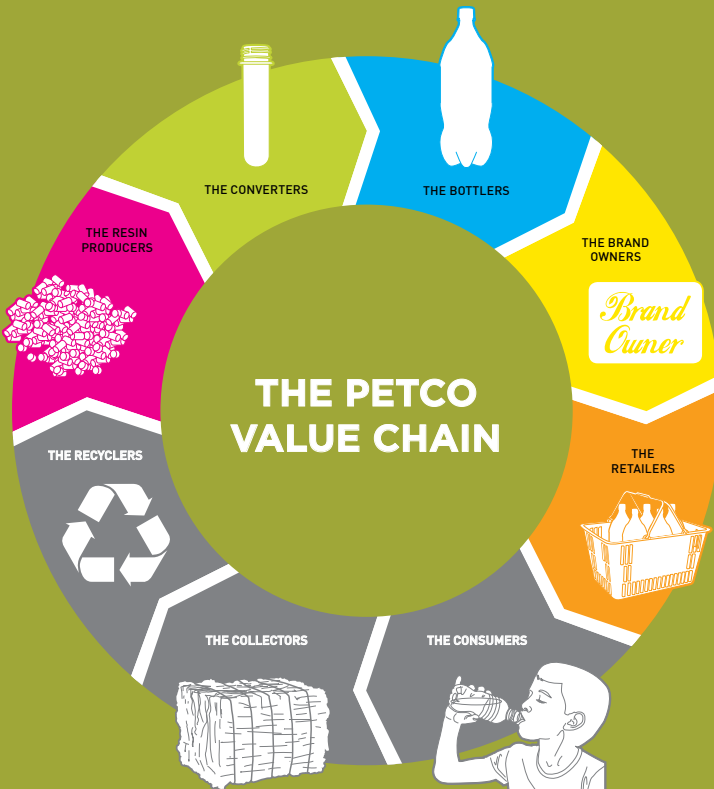 THE CONVERTERS
THE BOTTLERS
THE RESIN
PRODUCERS
THE BRAND
OWNERS
Brand
Owner
THE PETCO
VALUE CHAIN
THE RECYCLERS
THE
RETAILERS
THE COLLECTORS
THE CONSUMERS